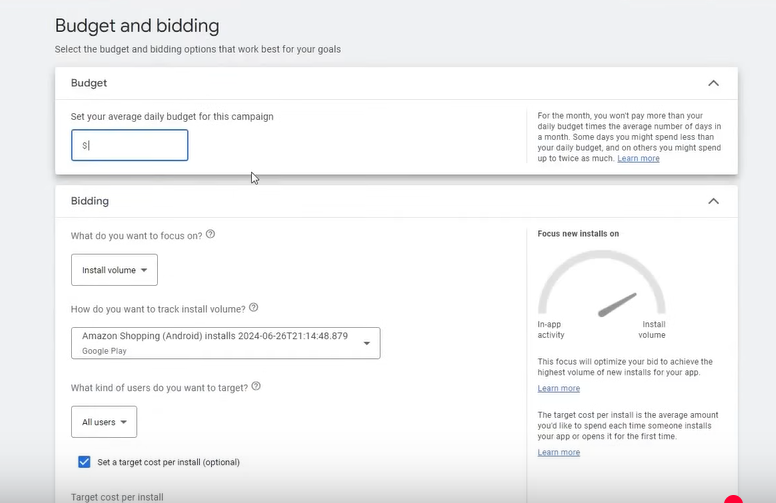 Budget and bidding
Select the budget and bidding options that work best for your goals
Budget
Set your average daily budget for this campaign
$
For the month, you won't pay more than your
daily budget times the average number of days in
a month. Some days you might spend less than
your daily budget, and on others you might spend
up to twice as much. Learn more
Bidding
What do you want to focus on?
Install volume
How do you want to track install volume?
Amazon Shopping (Android) installs 2024-06-26T21:14:48.879
Google Play
What kind of users do you want to target?
All users
Set a target cost per install (optional)
Target cost per install
Focus new installs on
In-app
activity
Install
volume
This focus will optimize your bid to achieve the
highest volume of new installs for your app.
Learn more
The target cost per install is the average amount
you'd like to spend each time someone installs
your app or opens it for the first time.
Learn more